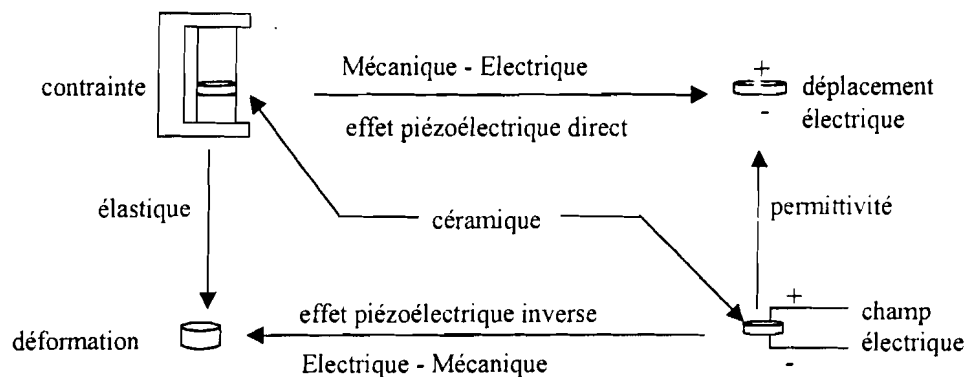 contrainte
Mécanique - Electrique
effet piézoélectrique direct
+
-
déplacement
électrique
élastique
céramique
permittivité
déformation
effet piézoélectrique inverse
Electrique - Mécanique
+
-
champ
électrique